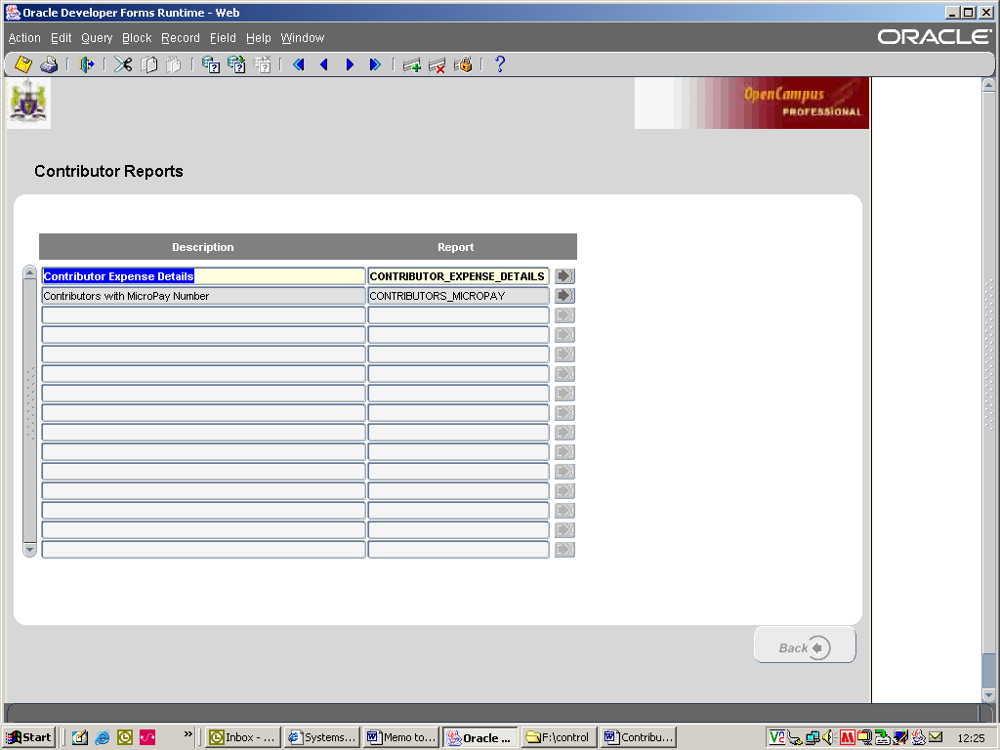 Oracle Developer Forms Runtime - Web
Action Edit Query Block Record Field Help Window
ORACLE
OpenCampus
PROFESSIONAL
Contributor Reports
Description Report
Contributor Expense Details CONTRIBUTOR_EXPENSE_DETAILS
Contributors with MicroPay Number CONTRIBUTORS_MICROPAY
Back
Start Inbox - ... Systems... Memo to... Oracle ... F:\control Contribu... 12:25